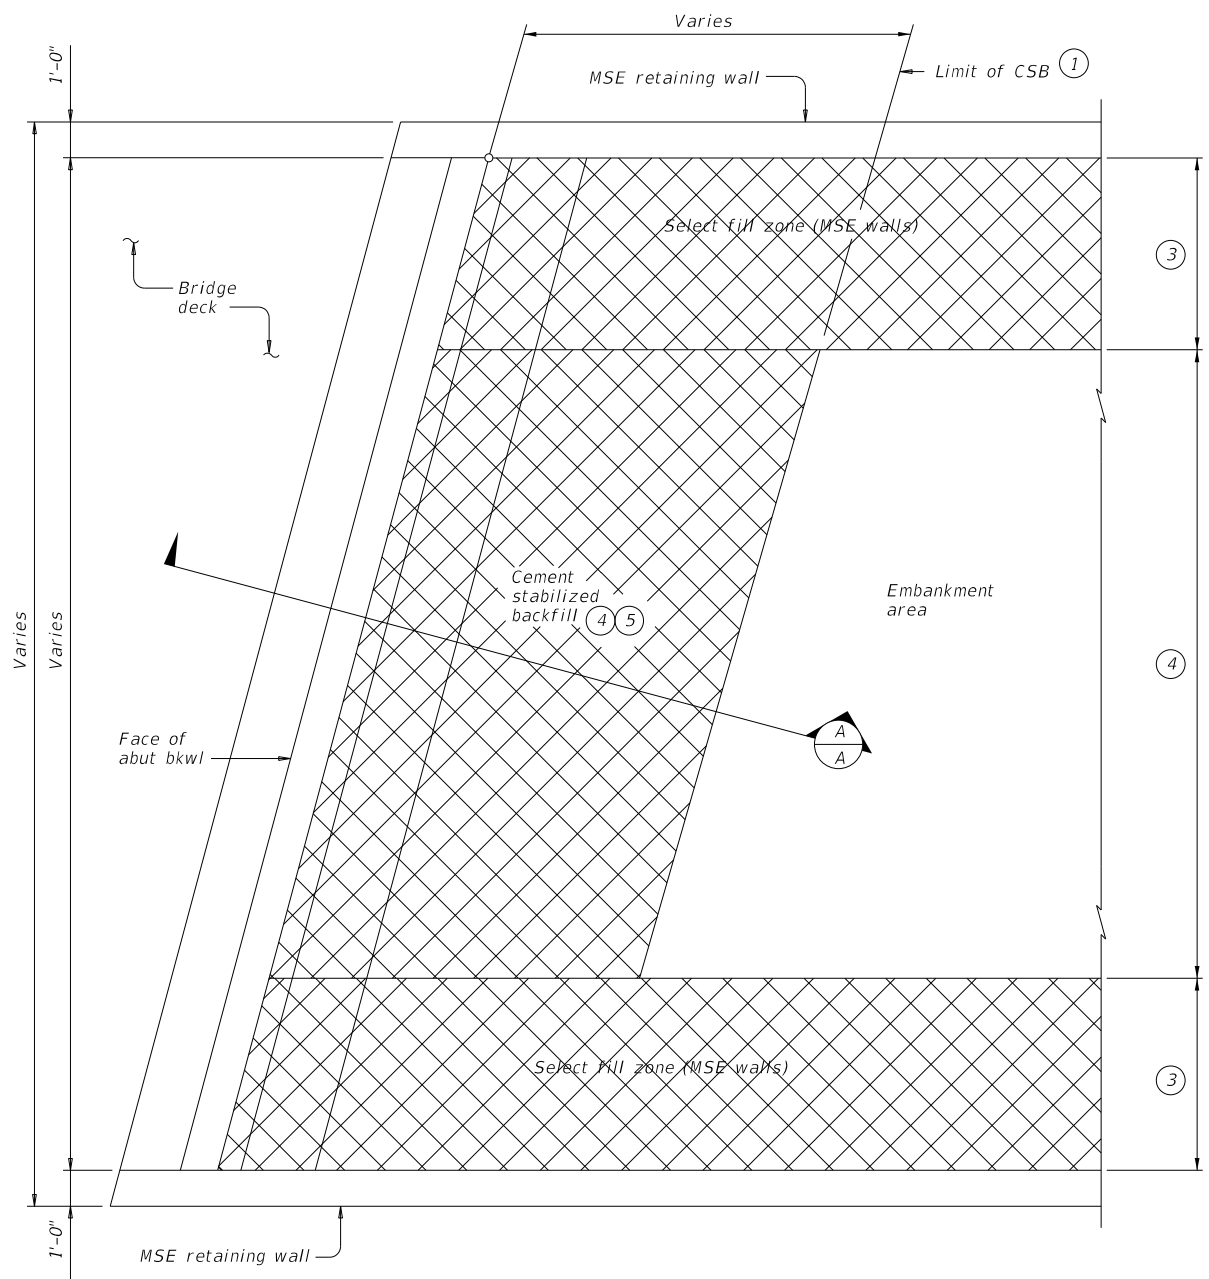 Varies
1'-0"
MSE retaining wall
Limit of CSB 1
Select fill zone (MSE walls)
3
Bridge
deck
Cement
stabilized
backfill 4 5
Embankment
area
Varies
Varies
4
Face of
abut bkwl
A
A
Select fill zone (MSE walls)
3
1'-0"
MSE retaining wall